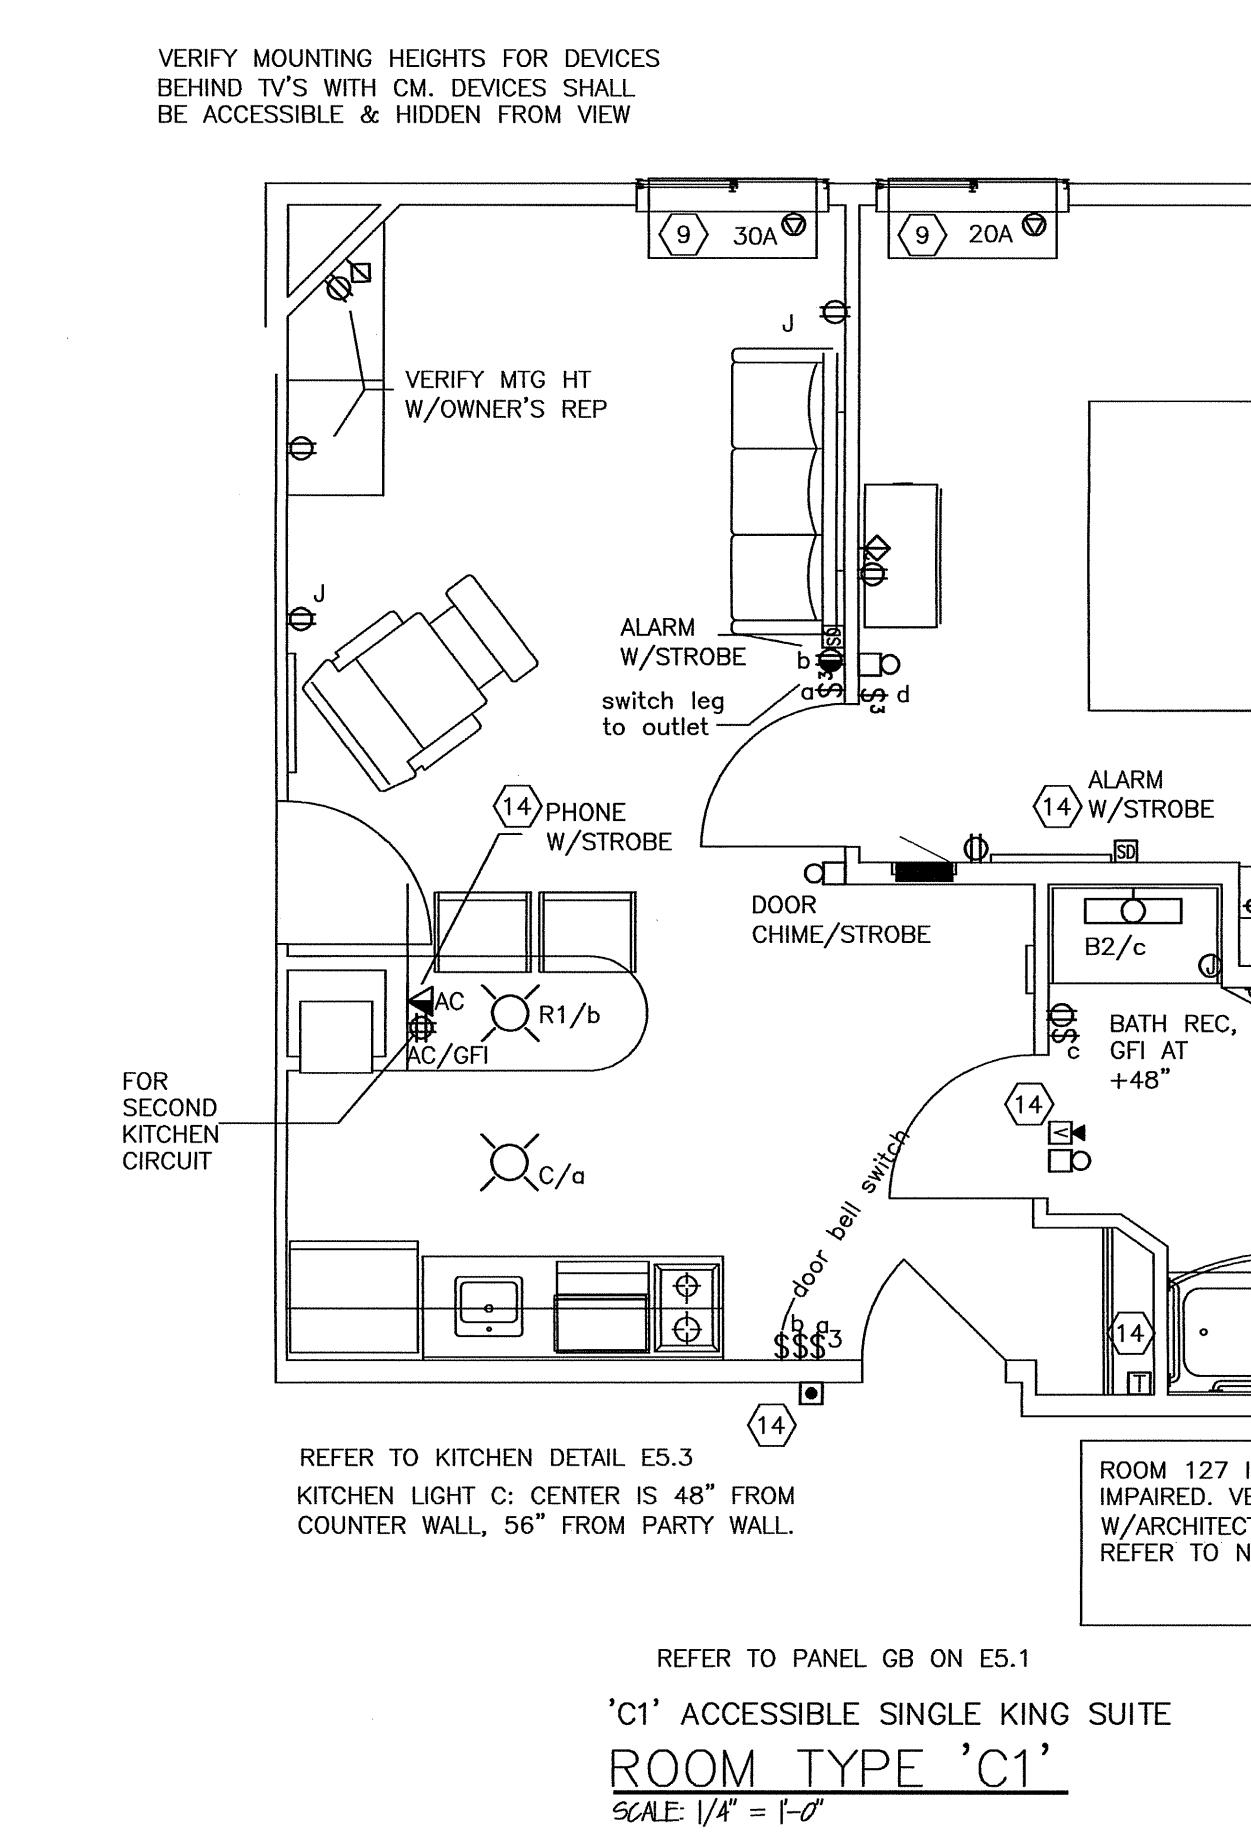 VERIFY MOUNTING HEIGHTS FOR DEVICES
BEHIND TV'S WITH CM. DEVICES SHALL
BE ACCESSIBLE & HIDDEN FROM VIEW
9 30A
9 20A
J
VERIFY MTG HT
W/OWNER'S REP
J
ALARM
W/STROBE
SD
b
a $3
$3 d
switch leg
to outlet
14 PHONE
W/STROBE
14 ALARM
W/STROBE
SD
DOOR
CHIME/STROBE
B2/c
J
AC
R1/b
AC/GFI
$ c
BATH REC,
GFI AT
+48"
FOR
SECOND
KITCHEN
CIRCUIT
14
V
C/a
door bell switch
b a
$$$3
14
T
14
REFER TO KITCHEN DETAIL E5.3
KITCHEN LIGHT C: CENTER IS 48" FROM
COUNTER WALL, 56" FROM PARTY WALL.
ROOM 127 I
IMPAIRED. VE
W/ARCHITECT
REFER TO N
REFER TO PANEL GB ON E5.1
'C1' ACCESSIBLE SINGLE KING SUITE
ROOM TYPE 'C1'
SCALE: 1/4" = 1'-0"